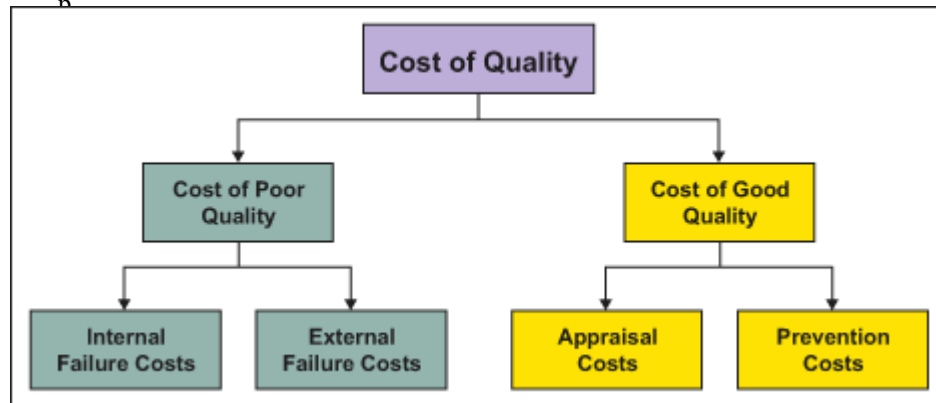 Cost of Quality
Cost of Poor
Quality
Cost of Good
Quality
Internal
Failure Costs
External
Failure Costs
Appraisal
Costs
Prevention
Costs